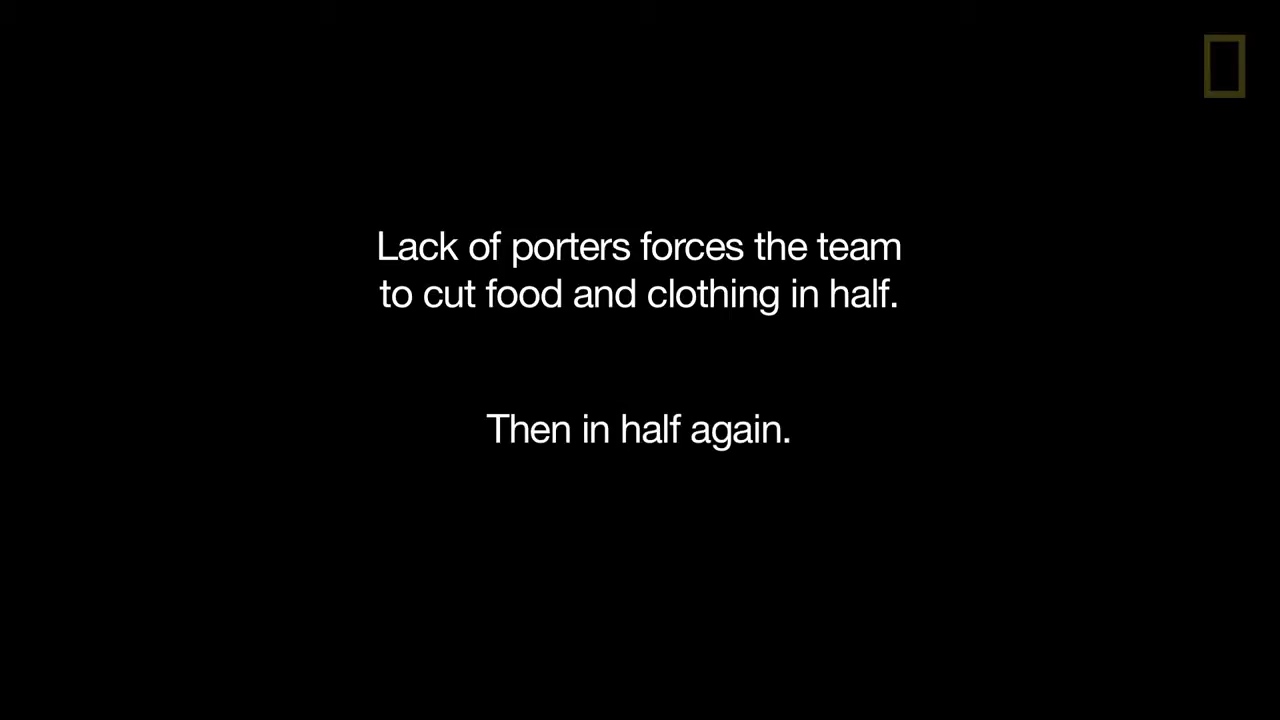 Lack of porters forces the team
to cut food and clothing in half.
Then in half again.